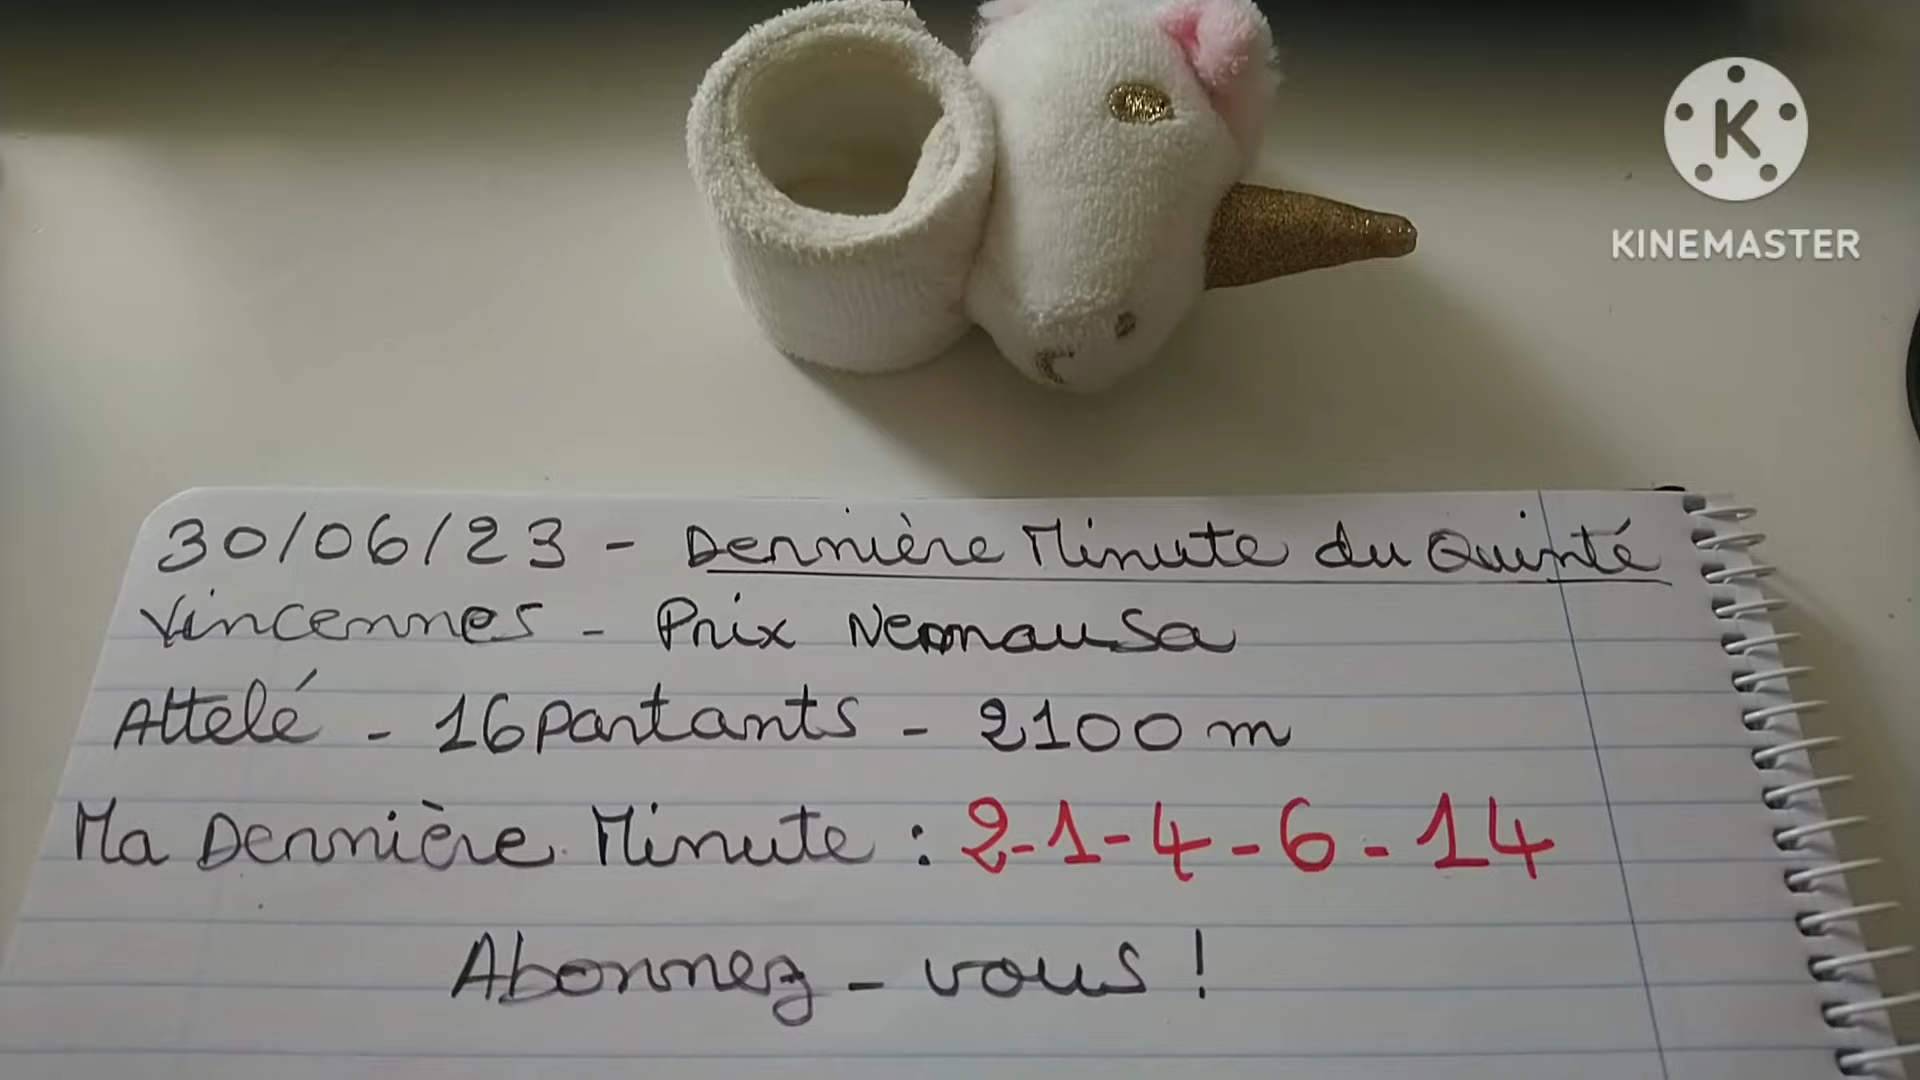 K
KINEMASTER
30/06/23 - Dernière Minute du Quinté
Vincennes - Prix Nemausa
Attelé - 16 partants - 2100 m
Ma Dernière Minute : 2-1-4-6-14
Abonnez-vous !